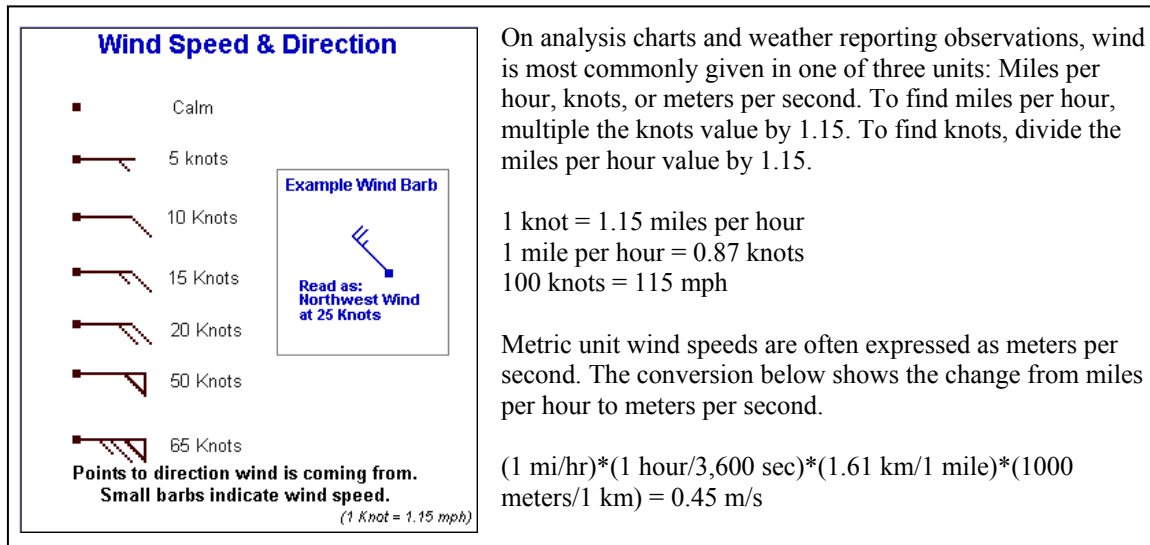 Wind Speed & Direction
Calm
5 knots
10 Knots
15 Knots
20 Knots
50 Knots
65 Knots
Example Wind Barb
Read as:
Northwest Wind
at 25 Knots
Points to direction wind is coming from.
Small barbs indicate wind speed.
(1 Knot = 1.15 mph)
On analysis charts and weather reporting observations, wind
is most commonly given in one of three units: Miles per
hour, knots, or meters per second. To find miles per hour,
multiple the knots value by 1.15. To find knots, divide the
miles per hour value by 1.15.
1 knot = 1.15 miles per hour
1 mile per hour = 0.87 knots
100 knots = 115 mph
Metric unit wind speeds are often expressed as meters per
second. The conversion below shows the change from miles
per hour to meters per second.
(1 mi/hr)*(1 hour/3,600 sec)*(1.61 km/1 mile)*(1000
meters/1 km) = 0.45 m/s